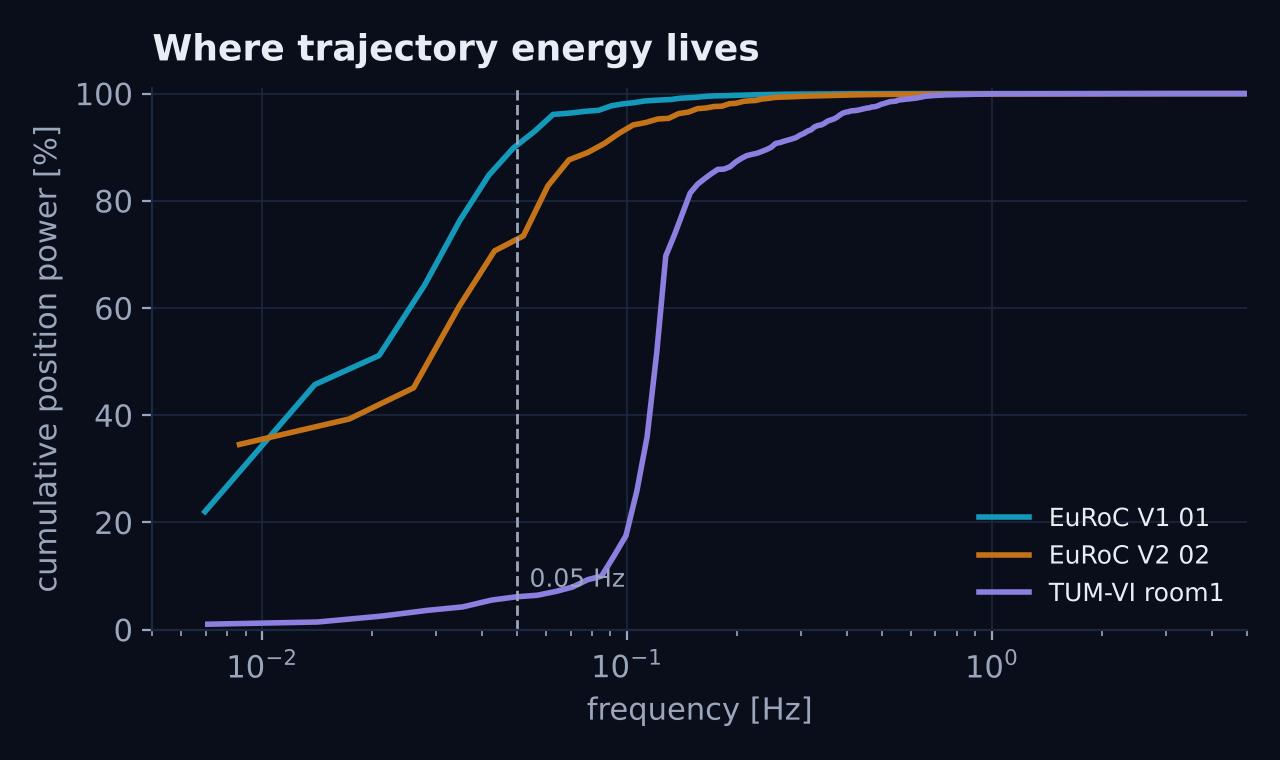 Where trajectory energy lives
cumulative position power [%]
100
80
60
40
20
0
0.05 Hz
EuRoC V1 01
EuRoC V2 02
TUM-VI room1
10⁻² 10⁻¹ 10⁰
frequency [Hz]